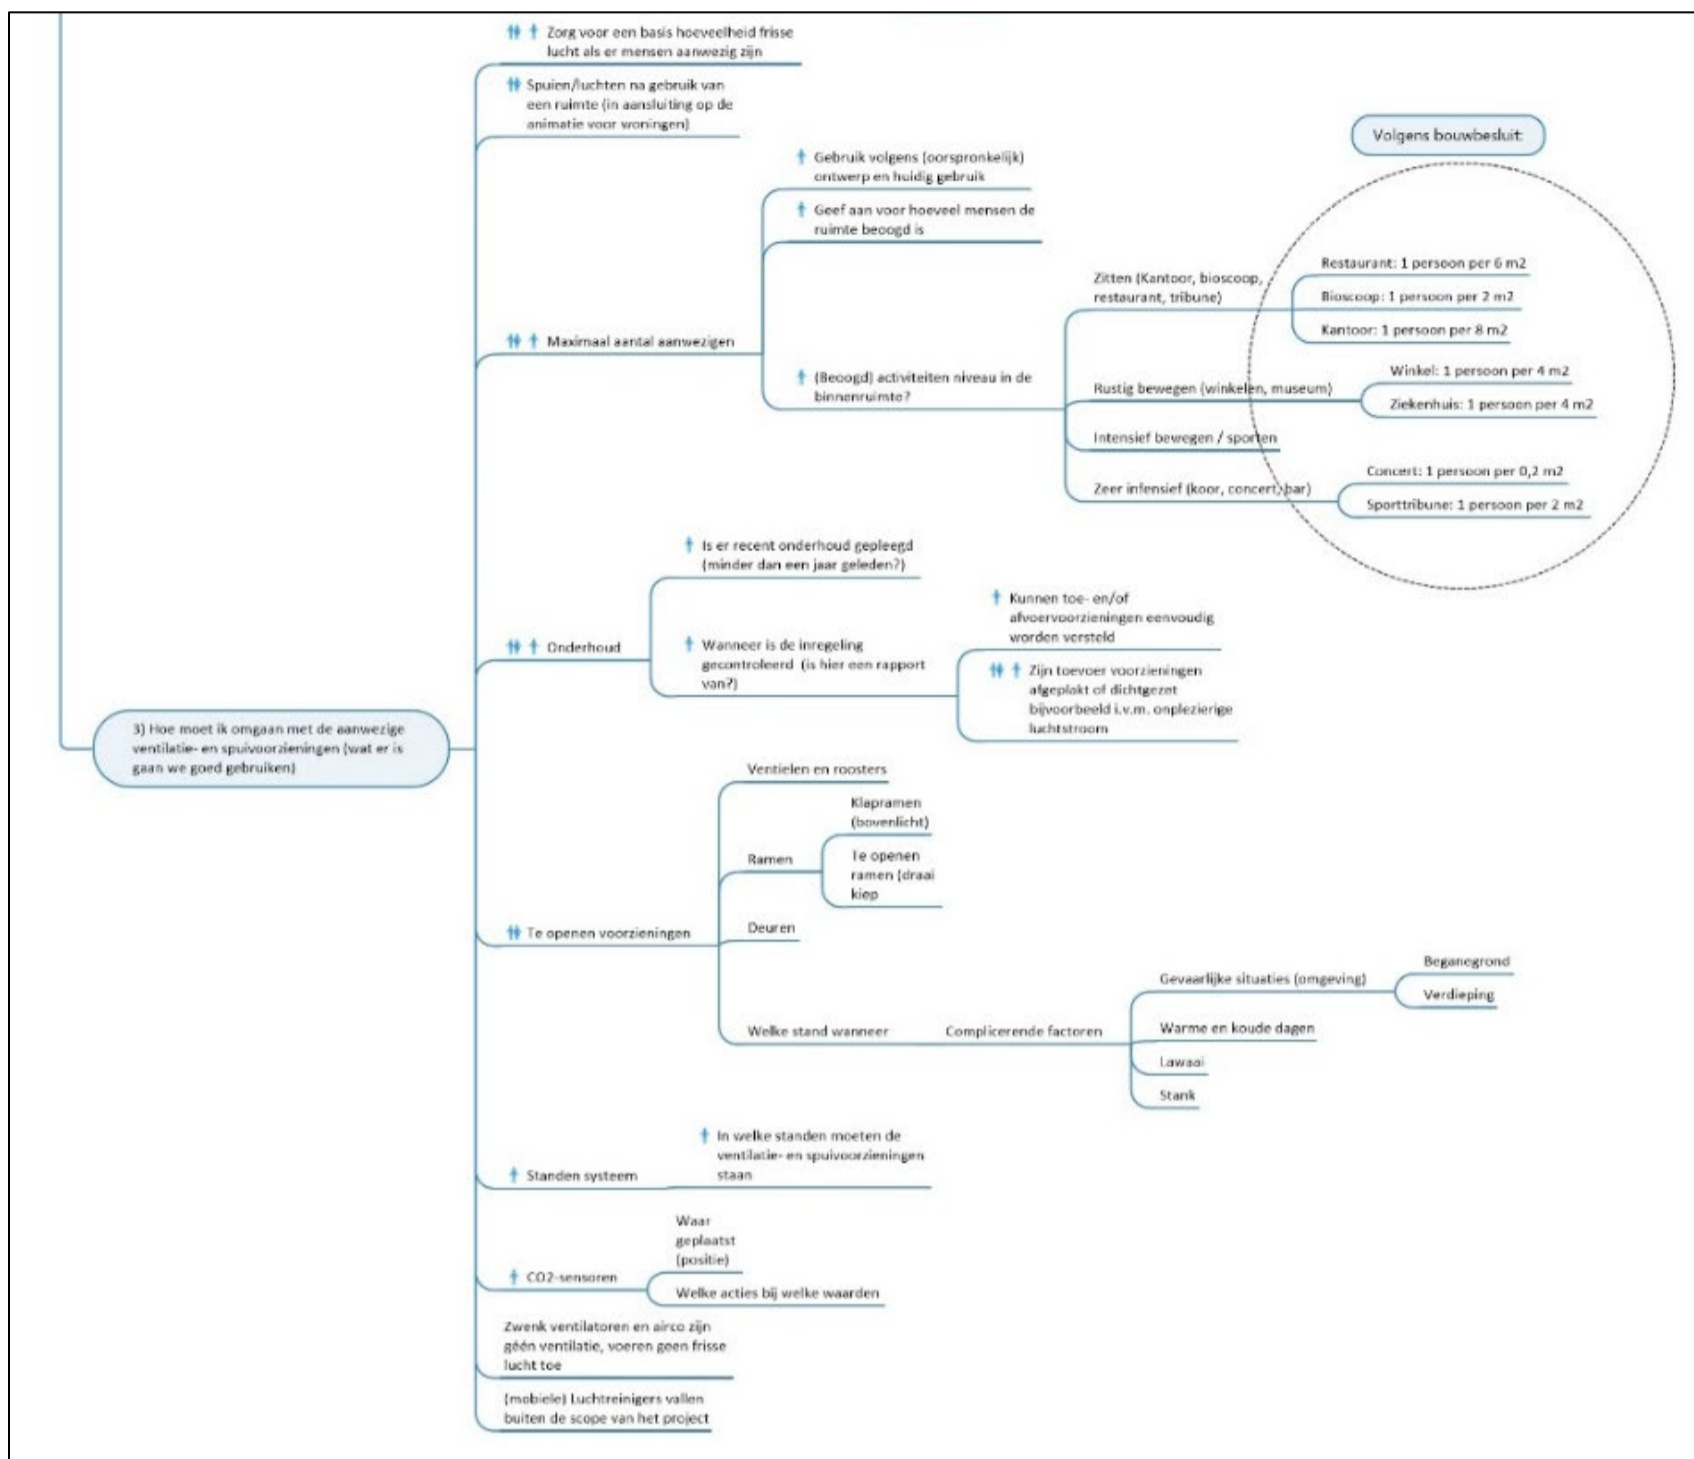 Zorg voor een basis hoeveelheid frisse
lucht als er mensen aanwezig zijn
Spuien/luchten na gebruik van
een ruimte (in aansluiting op de
animatie voor woningen)
Volgens bouwbesluit:
Gebruik volgens (oorspronkelijk)
ontwerp en huidig gebruik
Geef aan voor hoeveel mensen de
ruimte beoogd is
Zitten (Kantoor, bioscoop,
restaurant, tribune)
Restaurant: 1 persoon per 6 m2
Bioscoop: 1 persoon per 2 m2
Kantoor: 1 persoon per 8 m2
Maximaal aantal aanwezigen
(Beoogd) activiteiten niveau in de
binnenruimte?
Rustig bewegen (winkelen, museum)
Winkel: 1 persoon per 4 m2
Ziekenhuis: 1 persoon per 4 m2
Intensief bewegen / sporten
Zeer infensief (koor, concert, bar)
Concert: 1 persoon per 0,2 m2
Sporttribune: 1 persoon per 2 m2
Is er recent onderhoud gepleegd
(minder dan een jaar geleden?)
Onderhoud
Wanneer is de inregeling
gecontroleerd (is hier een rapport
van?)
Kunnen toe- en/of
afvoervoorzieningen eenvoudig
worden versteld
Zijn toevoer voorzieningen
afgeplakt of dichtgezet
bijvoorbeeld i.v.m. onplezierige
luchtstroom
3) Hoe moet ik omgaan met de aanwezige
ventilatie- en spuivoorzieningen (wat er is
gaan we goed gebruiken)
Ventielen en roosters
Klapramen
(bovenlicht)
Ramen
Te openen
ramen (draai
kiep
Te openen voorzieningen
Deuren
Welke stand wanneer
Complicerende factoren
Gevaarlijke situaties (omgeving)
Beganegrond
Verdieping
Warme en koude dagen
Lawaai
Stank
Standen systeem
In welke standen moeten de
ventilatie- en spuivoorzieningen
staan
CO2-sensoren
Waar
geplaatst
(positie)
Welke acties bij welke waarden
Zwenk ventilatoren en airco zijn
géén ventilatie, voeren geen frisse
lucht toe
(mobiele) Luchtreinigers vallen
buiten de scope van het project